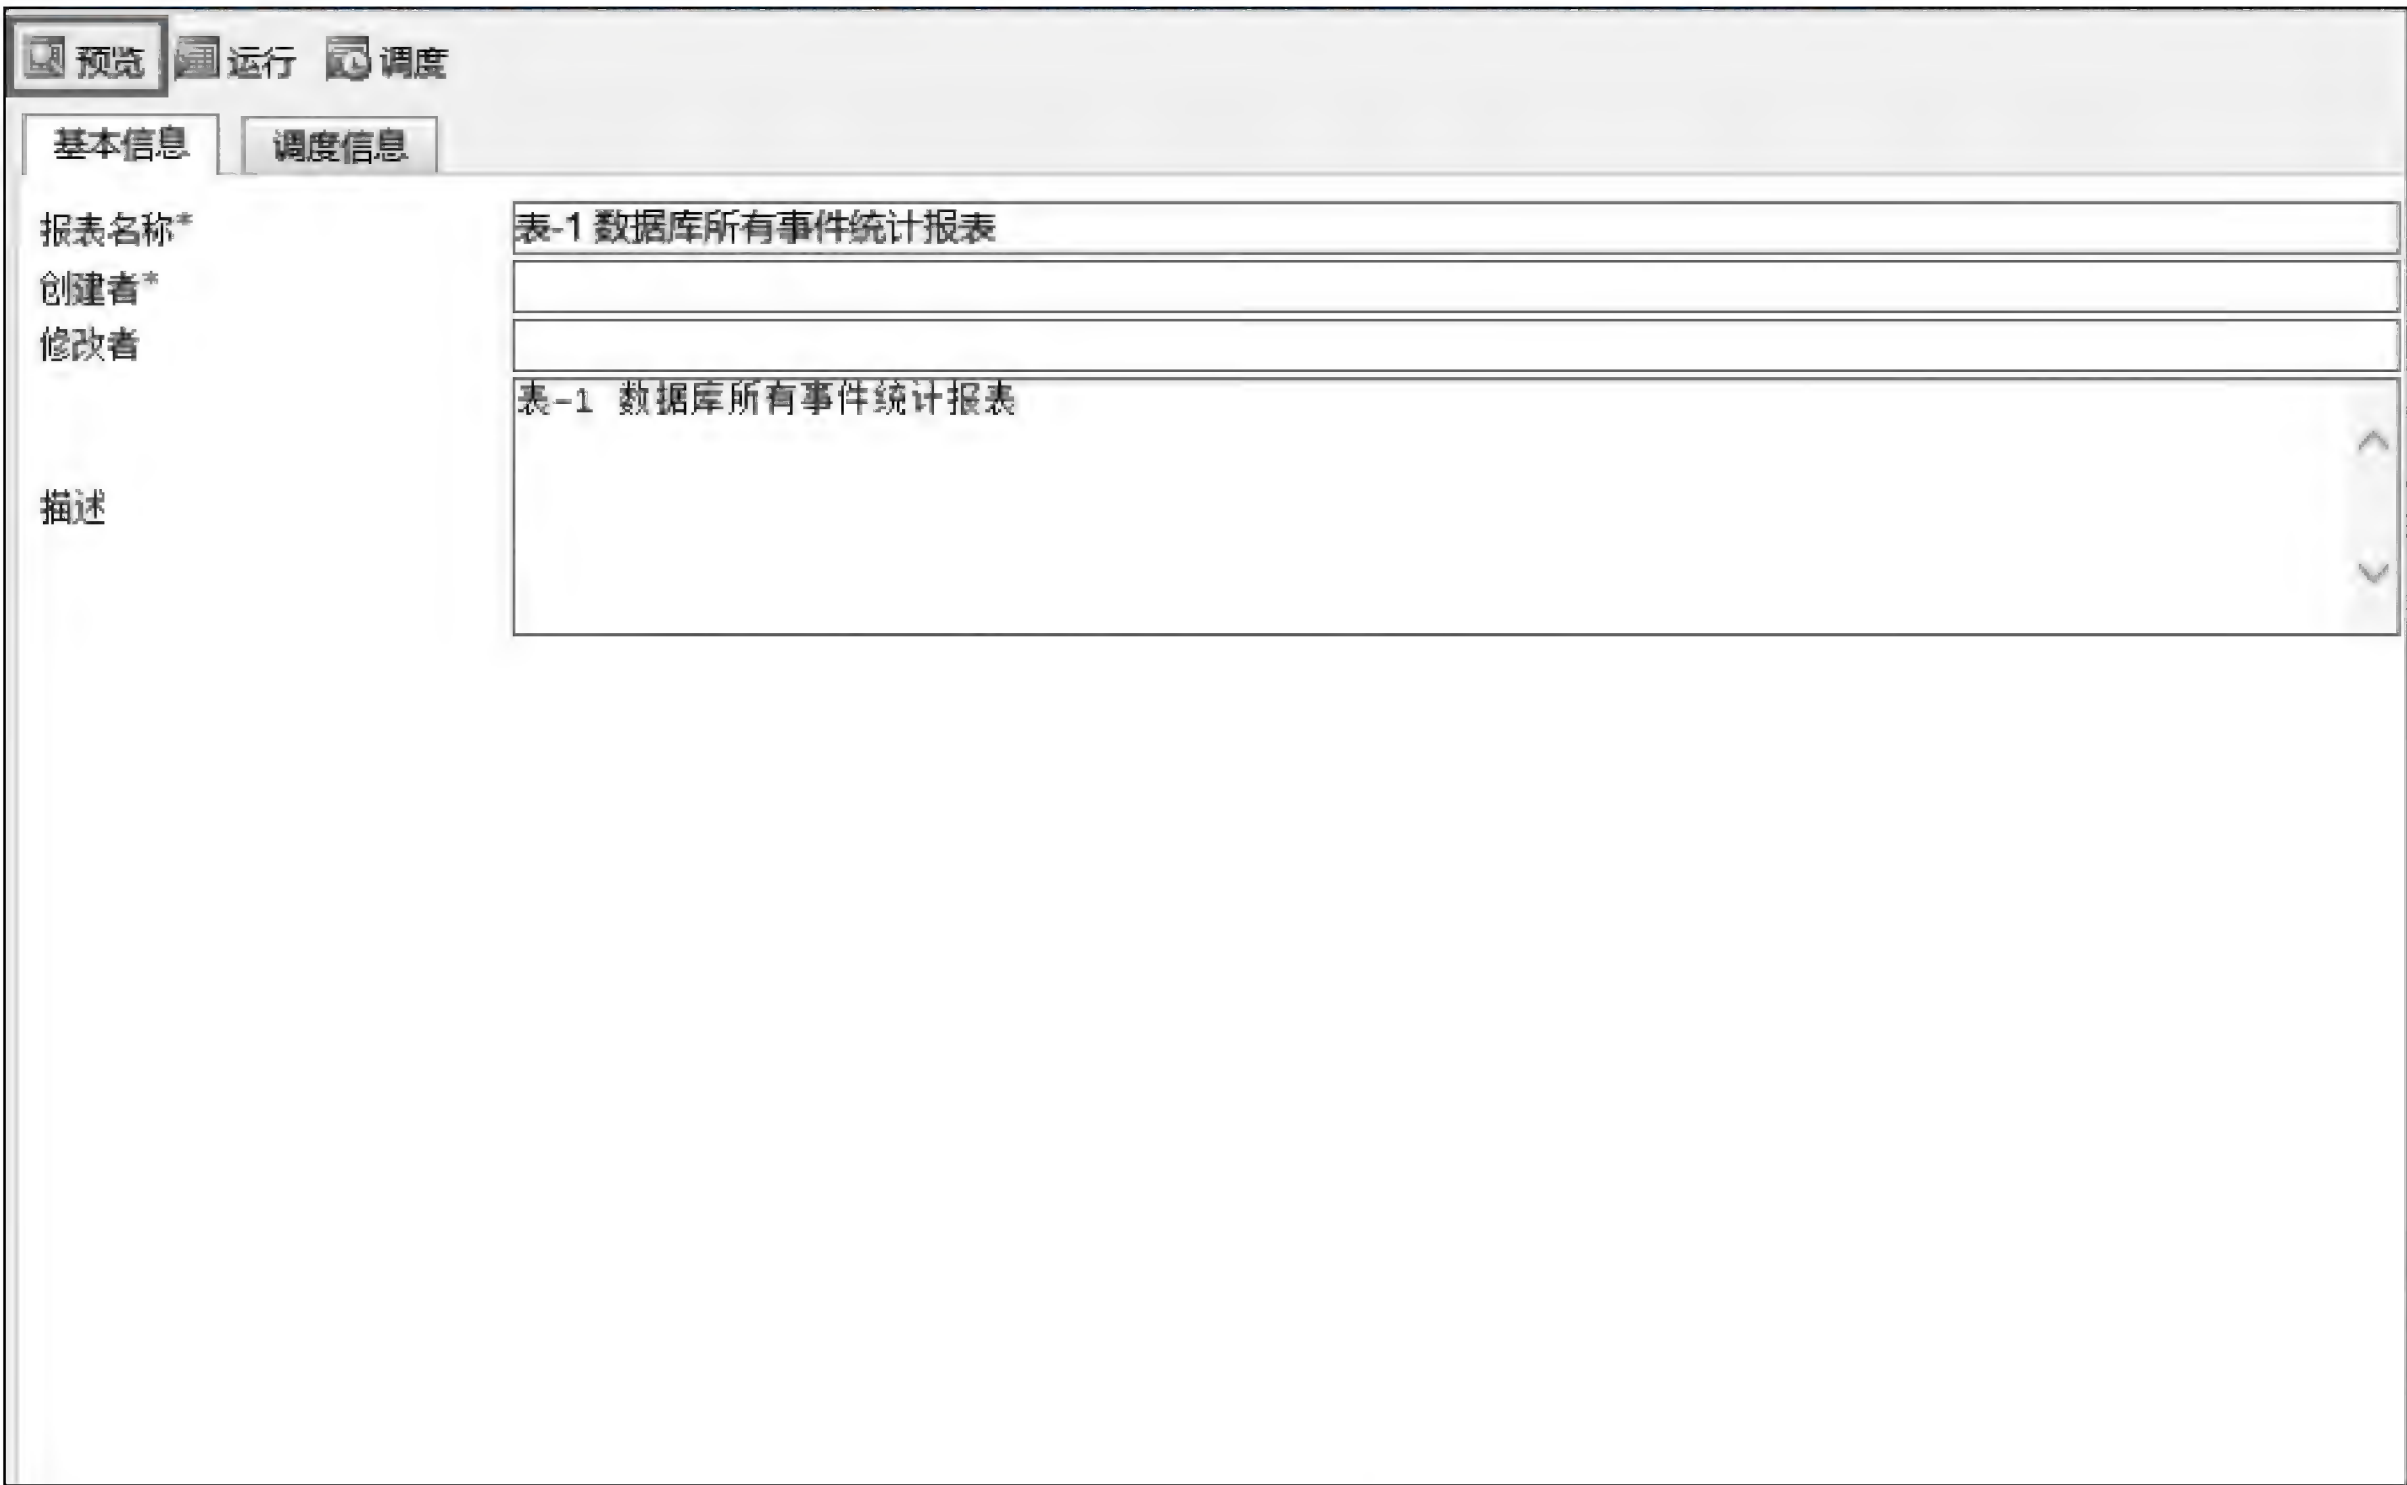 预览 运行 调度
基本信息 调度信息
报表名称* 表-1 数据库所有事件统计报表
创建者*
修改者
表-1 数据库所有事件统计报表
描述